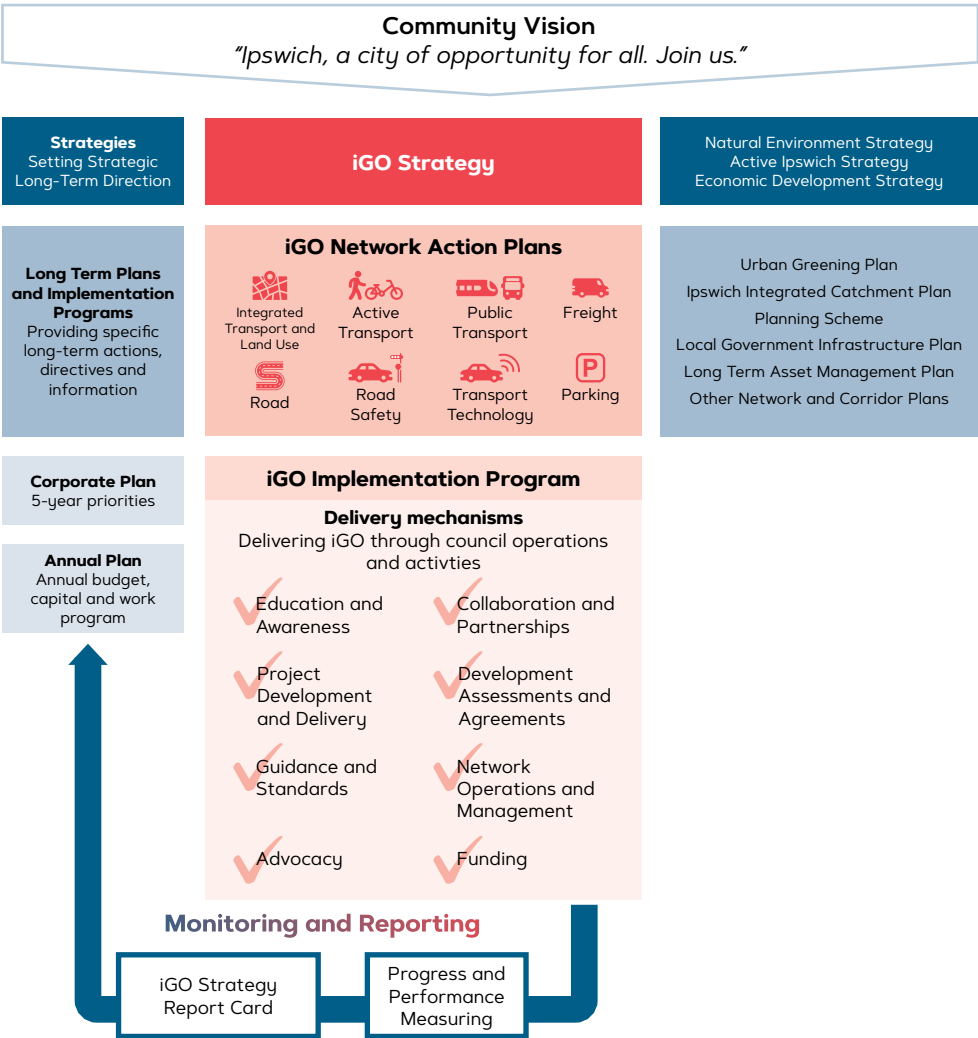 Community Vision
"Ipswich, a city of opportunity for all. Join us."
Strategies
Setting Strategic
Long-Term Direction
iGO Strategy
Natural Environment Strategy
Active Ipswich Strategy
Economic Development Strategy
Long Term Plans
and Implementation
Programs
Providing specific
long-term actions,
directives and
information
iGO Network Action Plans
Integrated
Transport and
Land Use
Active
Transport
Public
Transport
Freight
Road
Road
Safety
Transport
Technology
P
Parking
Urban Greening Plan
Ipswich Integrated Catchment Plan
Planning Scheme
Local Government Infrastructure Plan
Long Term Asset Management Plan
Other Network and Corridor Plans
Corporate Plan
5-year priorities
Annual Plan
Annual budget,
capital and work
program
iGO Implementation Program
Delivery mechanisms
Delivering iGO through council operations
and activties
Education and
Awareness
Collaboration and
Partnerships
Project
Development
and Delivery
Development
Assessments and
Agreements
Guidance and
Standards
Network
Operations and
Management
Advocacy
Funding
Monitoring and Reporting
iGO Strategy
Report Card
Progress and
Performance
Measuring